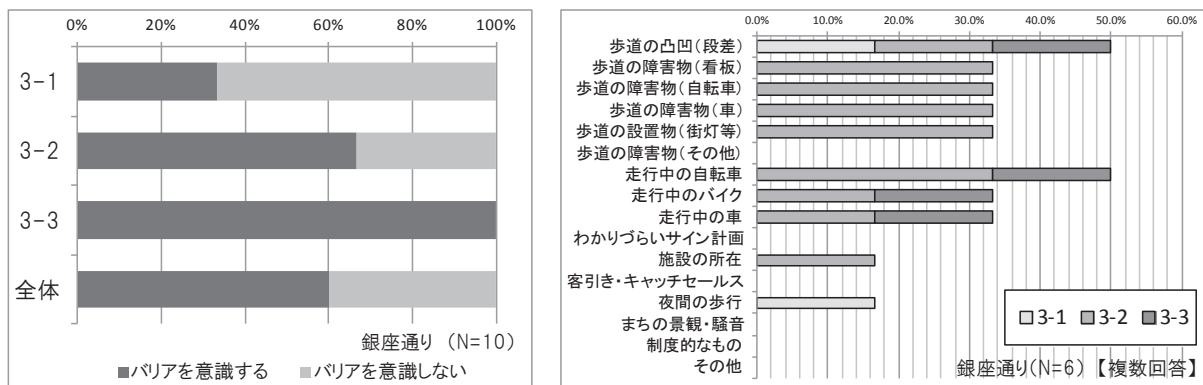 0% 20% 40% 60% 80% 100%
3-1
3-2
3-3
全体
銀座通り (N=10)
バリアを意識する バリアを意識しない
0.0% 10.0% 20.0% 30.0% 40.0% 50.0% 60.0%
歩道の凸凹(段差)
歩道の障害物(看板)
歩道の障害物(自転車)
歩道の障害物(車)
歩道の設置物(街灯等)
歩道の障害物(その他)
走行中の自転車
走行中のバイク
走行中の車
わかりづらいサイン計画
施設の所在
客引き・キャッチセールス
夜間の歩行
まちの景観・騒音
制度的なもの
その他
3-1 3-2 3-3
銀座通り(N=6)【複数回答】